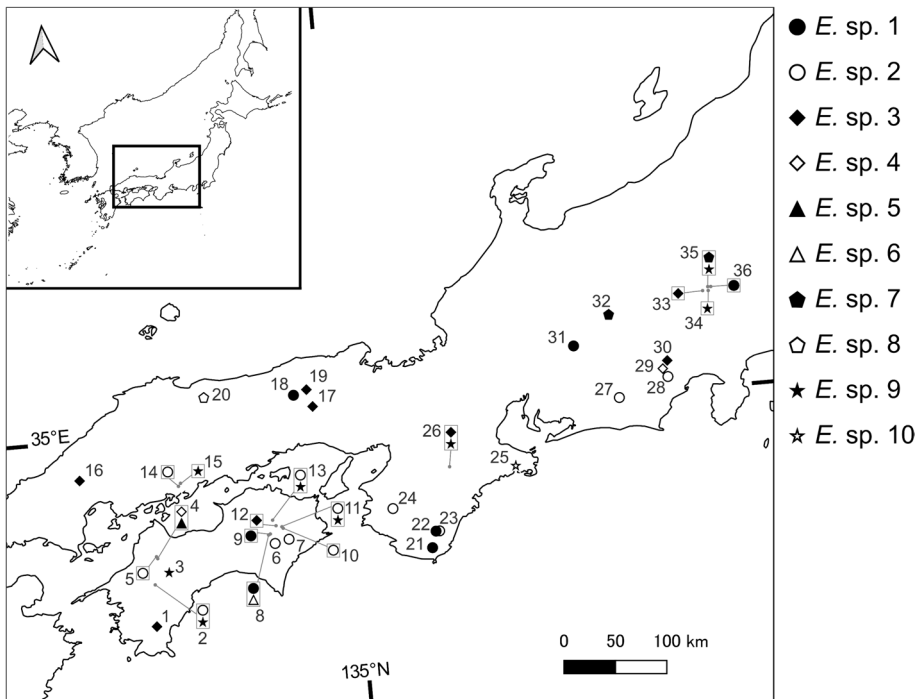 E. sp. 1
E. sp. 2
E. sp. 3
E. sp. 4
E. sp. 5
E. sp. 6
E. sp. 7
E. sp. 8
E. sp. 9
E. sp. 10
35
36
33
34
32
31
30
29
28
27
19
18
17
20
26
35°E
25
16
14
15
13
4
24
11
12
9
22
23
21
6
7
10
5
3
8
1
2
0 50 100 km
135°N